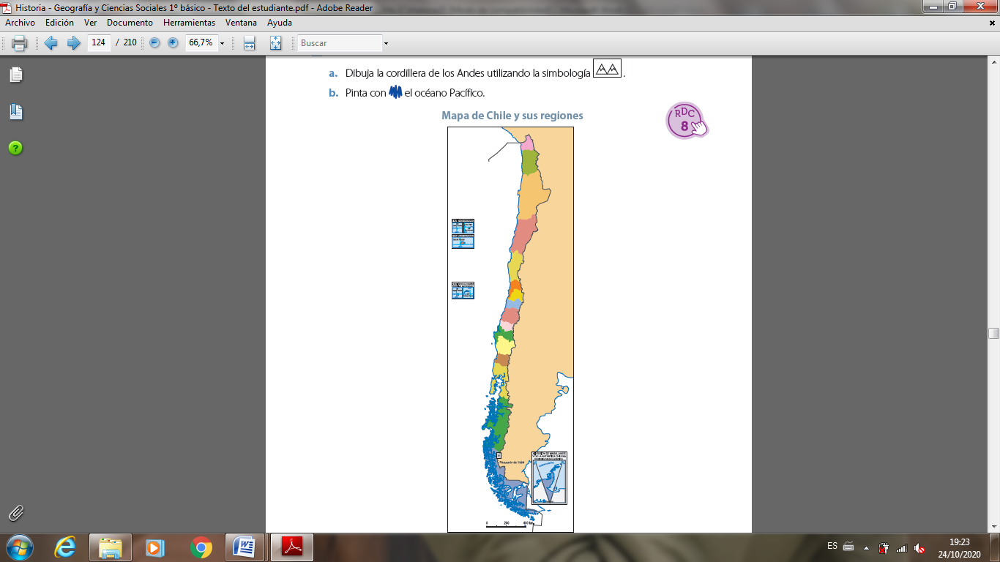 Historia - Geografía y Ciencias Sociales 1º básico - Texto del estudiante.pdf - Adobe Reader
Archivo Edición Ver Documento Herramientas Ventana Ayuda
124 / 210 66,7% Buscar
a. Dibuja la cordillera de los Andes utilizando la simbología .
b. Pinta con el océano Pacífico.
Mapa de Chile y sus regiones
RDC
8
*Acuerdo de 1998
0 200 400 km
ES 19:23
24/10/2020